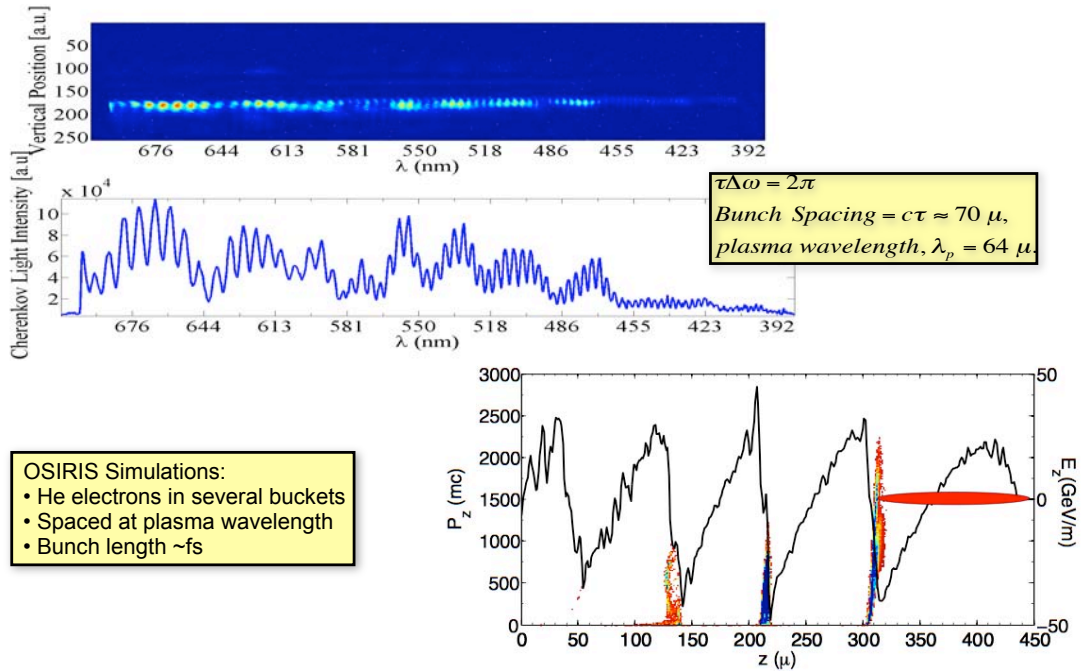 Vertical Position [a.u.]
50
100
150
200
250
676 644 613 581 550 518 486 455 423 392
λ (nm)
Cherenkov Light Intensity [a.u]
x 10⁴
10
8
6
4
2
676 644 613 581 550 518 486 455 423 392
λ (nm)
τΔω = 2π
Bunch Spacing = cτ ≈ 70 μ,
plasma wavelength, λp = 64 μ.
OSIRIS Simulations:
• He electrons in several buckets
• Spaced at plasma wavelength
• Bunch length ~fs
P_z (mc)
3000
2500
2000
1500
1000
500
0
0 50 100 150 200 250 300 350 400 450
z (μ)
50
0
−50
E_z(GeV/m)